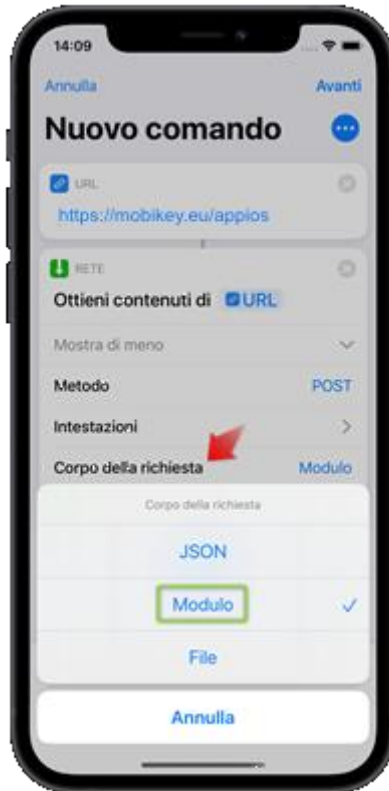 14:09
Annulla Avanti
Nuovo comando
URL
https://mobikey.eu/appios
RETE
Ottieni contenuti di URL
Mostra di meno
Metodo POST
Intestazioni
Corpo della richiesta Modulo
Corpo della richiesta
JSON
Modulo
File
Annulla